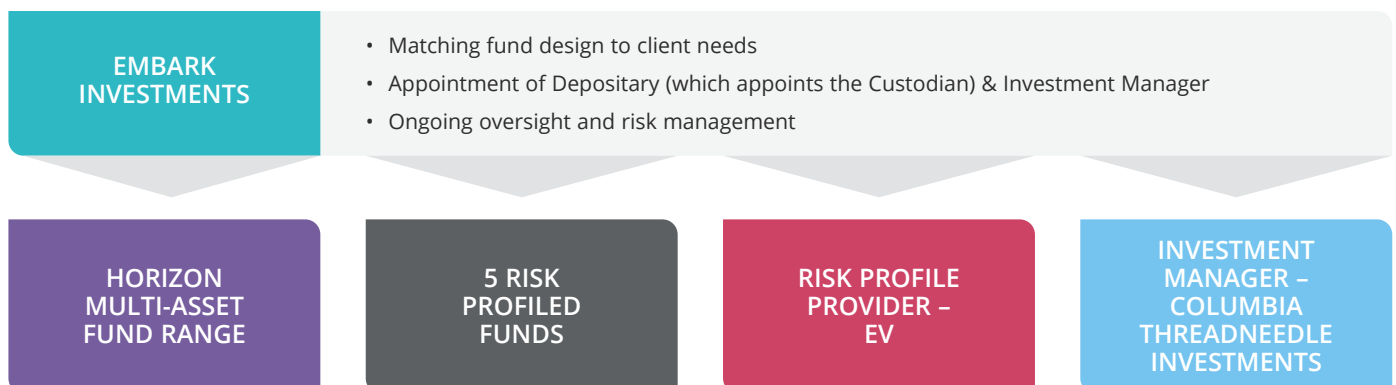 EMBARK
INVESTMENTS
• Matching fund design to client needs
• Appointment of Depositary (which appoints the Custodian) & Investment Manager
• Ongoing oversight and risk management
HORIZON
MULTI-ASSET
FUND RANGE
5 RISK
PROFILED
FUNDS
RISK PROFILE
PROVIDER –
EV
INVESTMENT
MANAGER –
COLUMBIA
THREADNEEDLE
INVESTMENTS